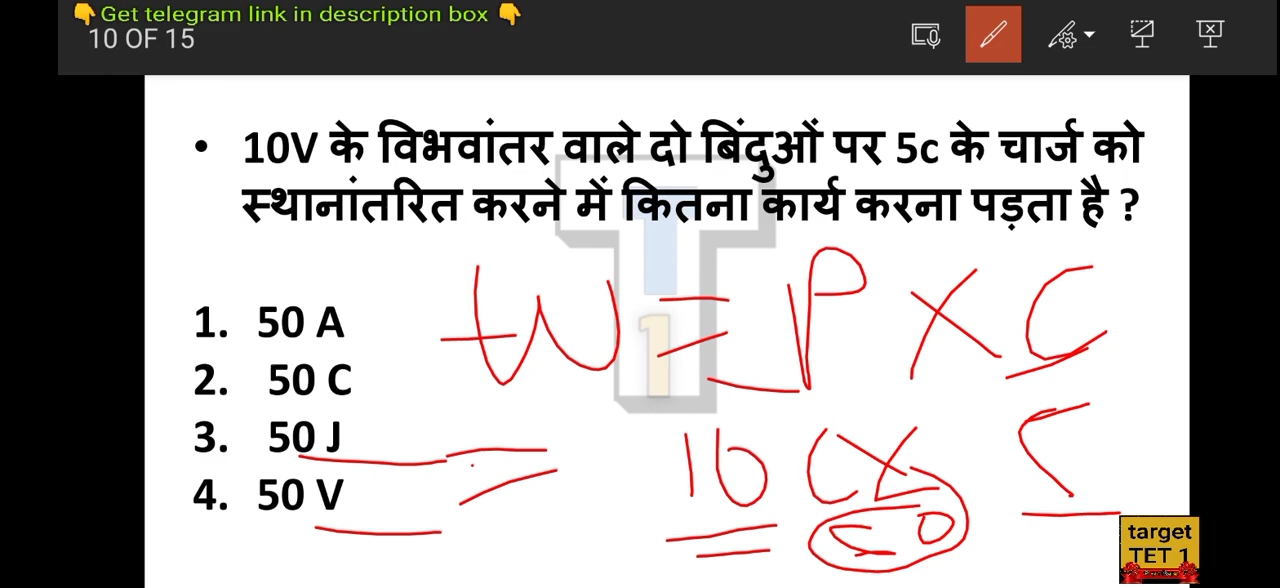 👇Get telegram link in description box 👇
10 OF 15
• 10V के विभवांतर वाले दो बिंदुओं पर 5c के चार्ज को
स्थानांतरित करने में कितना कार्य करना पड़ता है ?
1. 50 A
2. 50 C
3. 50 J
4. 50 V
W = P X C
= 10 X 5
50
T
1
target
TET 1